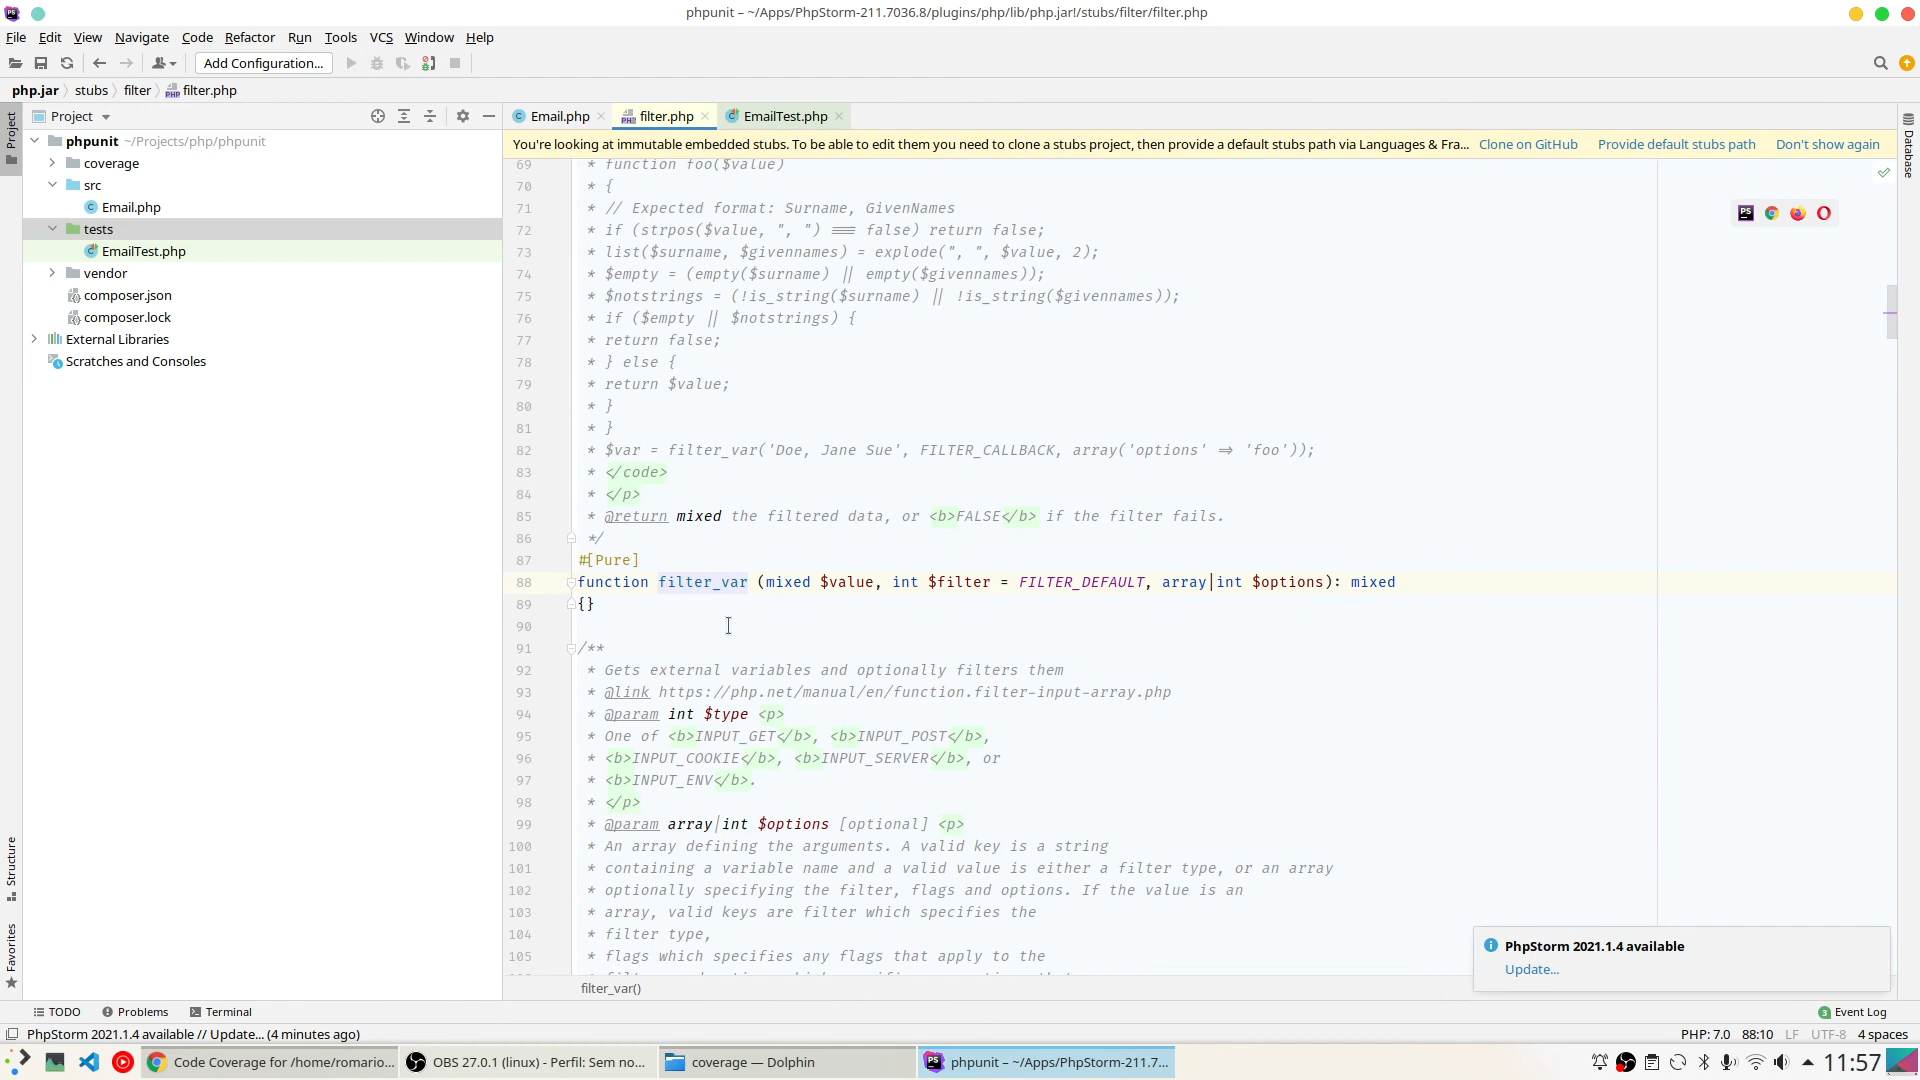 phpunit – ~/Apps/PhpStorm-211.7036.8/plugins/php/lib/php.jar!/stubs/filter/filter.php
File Edit View Navigate Code Refactor Run Tools VCS Window Help
Add Configuration...
php.jar stubs filter filter.php
Project
Project
phpunit ~/Projects/php/phpunit
coverage
src
Email.php
tests
EmailTest.php
vendor
composer.json
composer.lock
External Libraries
Scratches and Consoles
Structure
Favorites
Database
Email.php filter.php EmailTest.php
You're looking at immutable embedded stubs. To be able to edit them you need to clone a stubs project, then provide a default stubs path via Languages & Fra... Clone on GitHub Provide default stubs path Don't show again
69 * function foo($value)
70 * {
71 * // Expected format: Surname, GivenNames
72 * if (strpos($value, ", ") === false) return false;
73 * list($surname, $givennames) = explode(", ", $value, 2);
74 * $empty = (empty($surname) || empty($givennames));
75 * $notstrings = (!is_string($surname) || !is_string($givennames));
76 * if ($empty || $notstrings) {
77 * return false;
78 * } else {
79 * return $value;
80 * }
81 * }
82 * $var = filter_var('Doe, Jane Sue', FILTER_CALLBACK, array('options' => 'foo'));
83 * </code>
84 * </p>
85 * @return mixed the filtered data, or <b>FALSE</b> if the filter fails.
86 */
87 #[Pure]
88 function filter_var (mixed $value, int $filter = FILTER_DEFAULT, array|int $options): mixed
89 {}
90
91 /**
92 * Gets external variables and optionally filters them
93 * @link https://php.net/manual/en/function.filter-input-array.php
94 * @param int $type <p>
95 * One of <b>INPUT_GET</b>, <b>INPUT_POST</b>,
96 * <b>INPUT_COOKIE</b>, <b>INPUT_SERVER</b>, or
97 * <b>INPUT_ENV</b>.
98 * </p>
99 * @param array|int $options [optional] <p>
100 * An array defining the arguments. A valid key is a string
101 * containing a variable name and a valid value is either a filter type, or an array
102 * optionally specifying the filter, flags and options. If the value is an
103 * array, valid keys are filter which specifies the
104 * filter type,
105 * flags which specifies any flags that apply to the
PS
filter_var()
PhpStorm 2021.1.4 available
Update...
TODO Problems Terminal
3 Event Log
PhpStorm 2021.1.4 available // Update... (4 minutes ago)
PHP: 7.0 88:10 LF UTF-8 4 spaces
Code Coverage for /home/romario... OBS 27.0.1 (linux) - Perfil: Sem no... coverage — Dolphin phpunit – ~/Apps/PhpStorm-211.7... 11:57